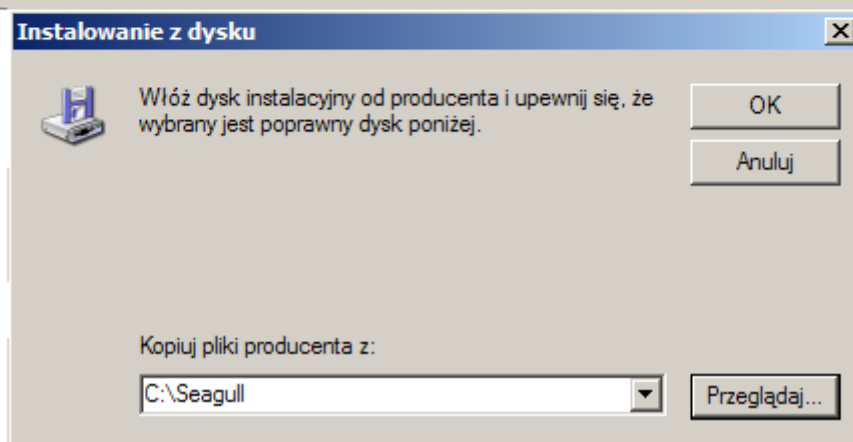 Instalowanie z dysku
Włóż dysk instalacyjny od producenta i upewnij się, że
wybrany jest poprawny dysk poniżej.
OK
Anuluj
Kopiuj pliki producenta z:
C:\Seagull
Przeglądaj...